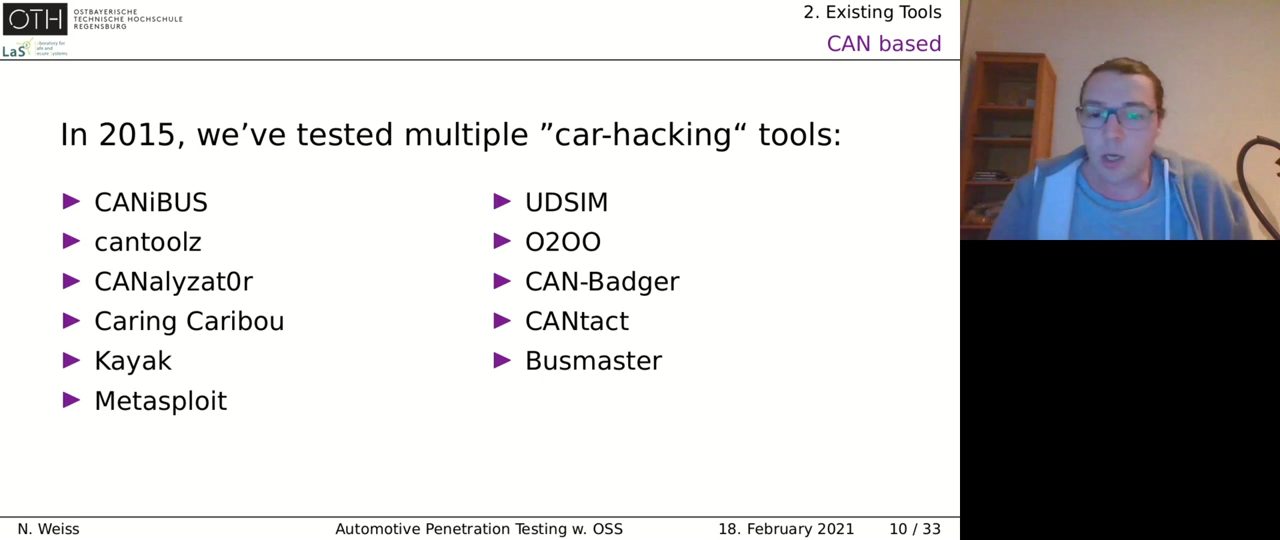 OTH
OSTBAYERISCHE
TECHNISCHE HOCHSCHULE
REGENSBURG
LaS³
2. Existing Tools
CAN based
In 2015, we’ve tested multiple ”car-hacking“ tools:
▶ CANiBUS
▶ cantoolz
▶ CANalyzat0r
▶ Caring Caribou
▶ Kayak
▶ Metasploit
▶ UDSIM
▶ O2OO
▶ CAN-Badger
▶ CANtact
▶ Busmaster
N. Weiss
Automotive Penetration Testing w. OSS
18. February 2021
10 / 33